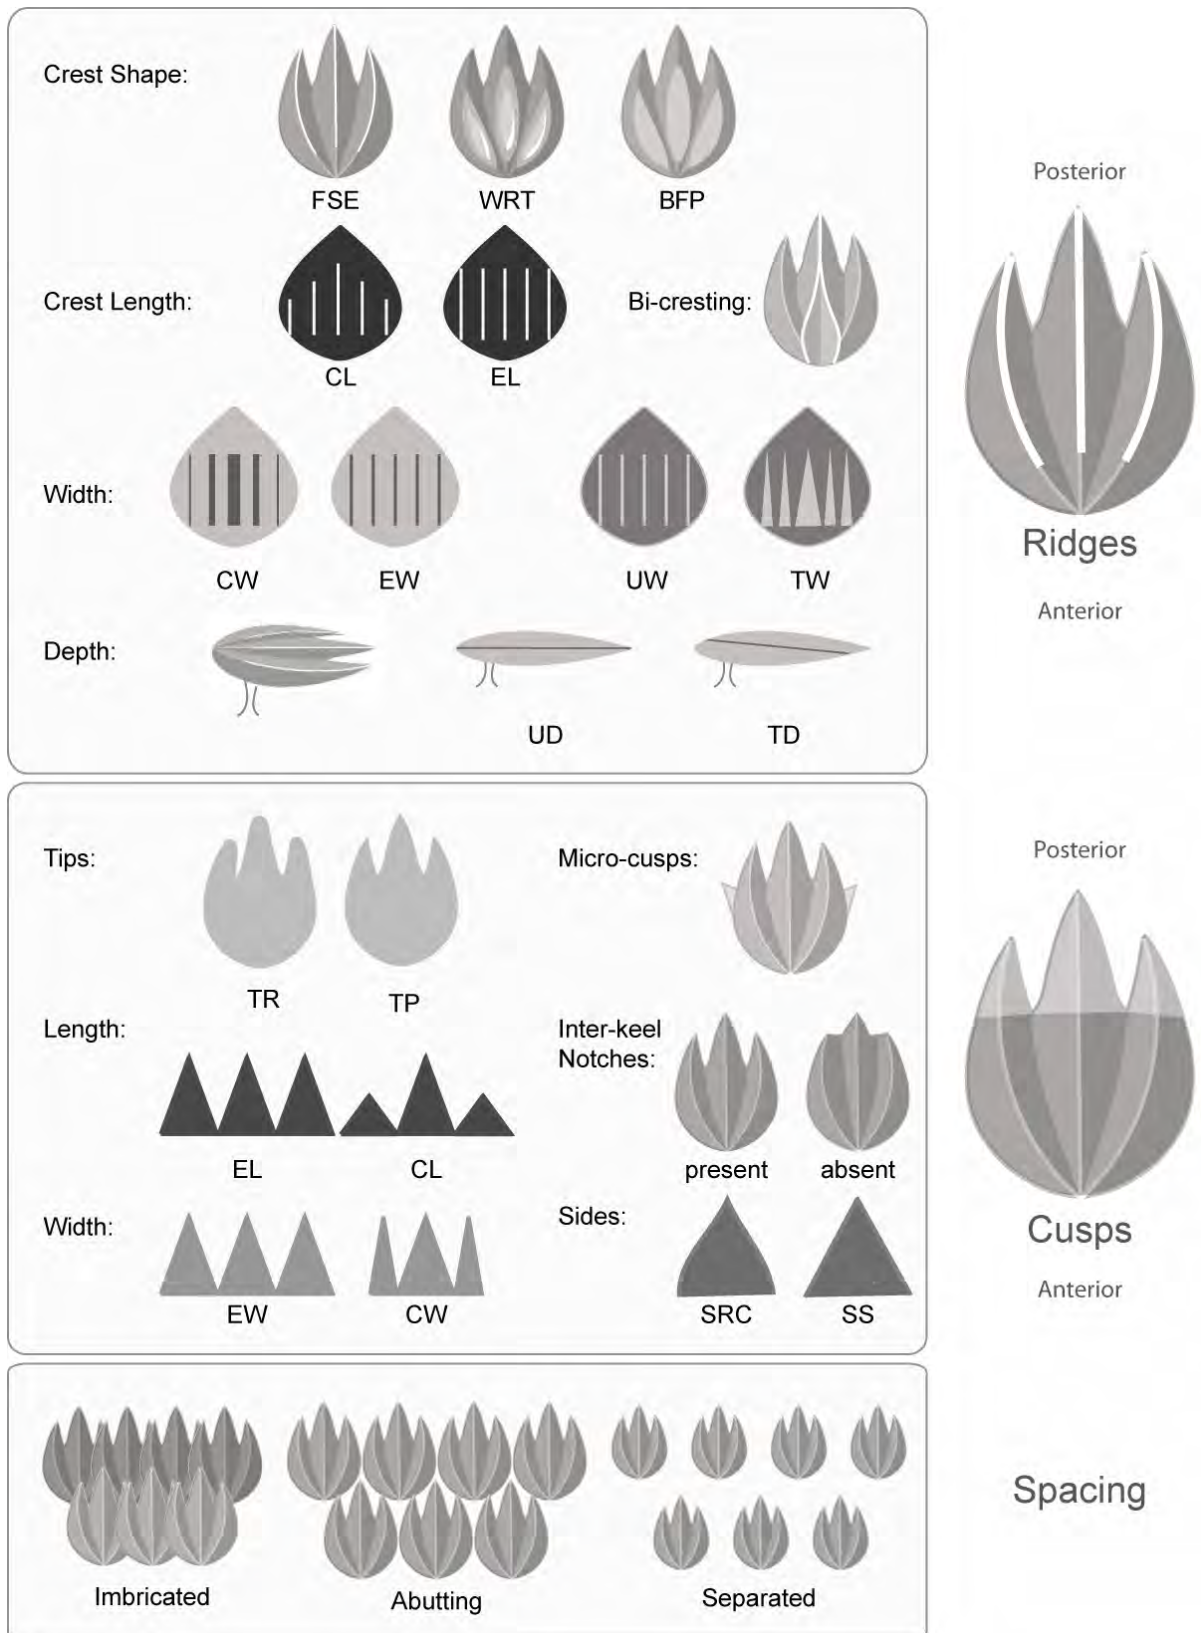 Crest Shape:
FSE
WRT
BFP
Crest Length:
CL
EL
Bi-cresting:
Width:
CW
EW
UW
TW
Depth:
UD
TD
Posterior
Ridges
Anterior
Tips:
TR
TP
Micro-cusps:
Length:
EL
CL
Inter-keel
Notches:
present
absent
Width:
EW
CW
Sides:
SRC
SS
Posterior
Cusps
Anterior
Imbricated
Abutting
Separated
Spacing